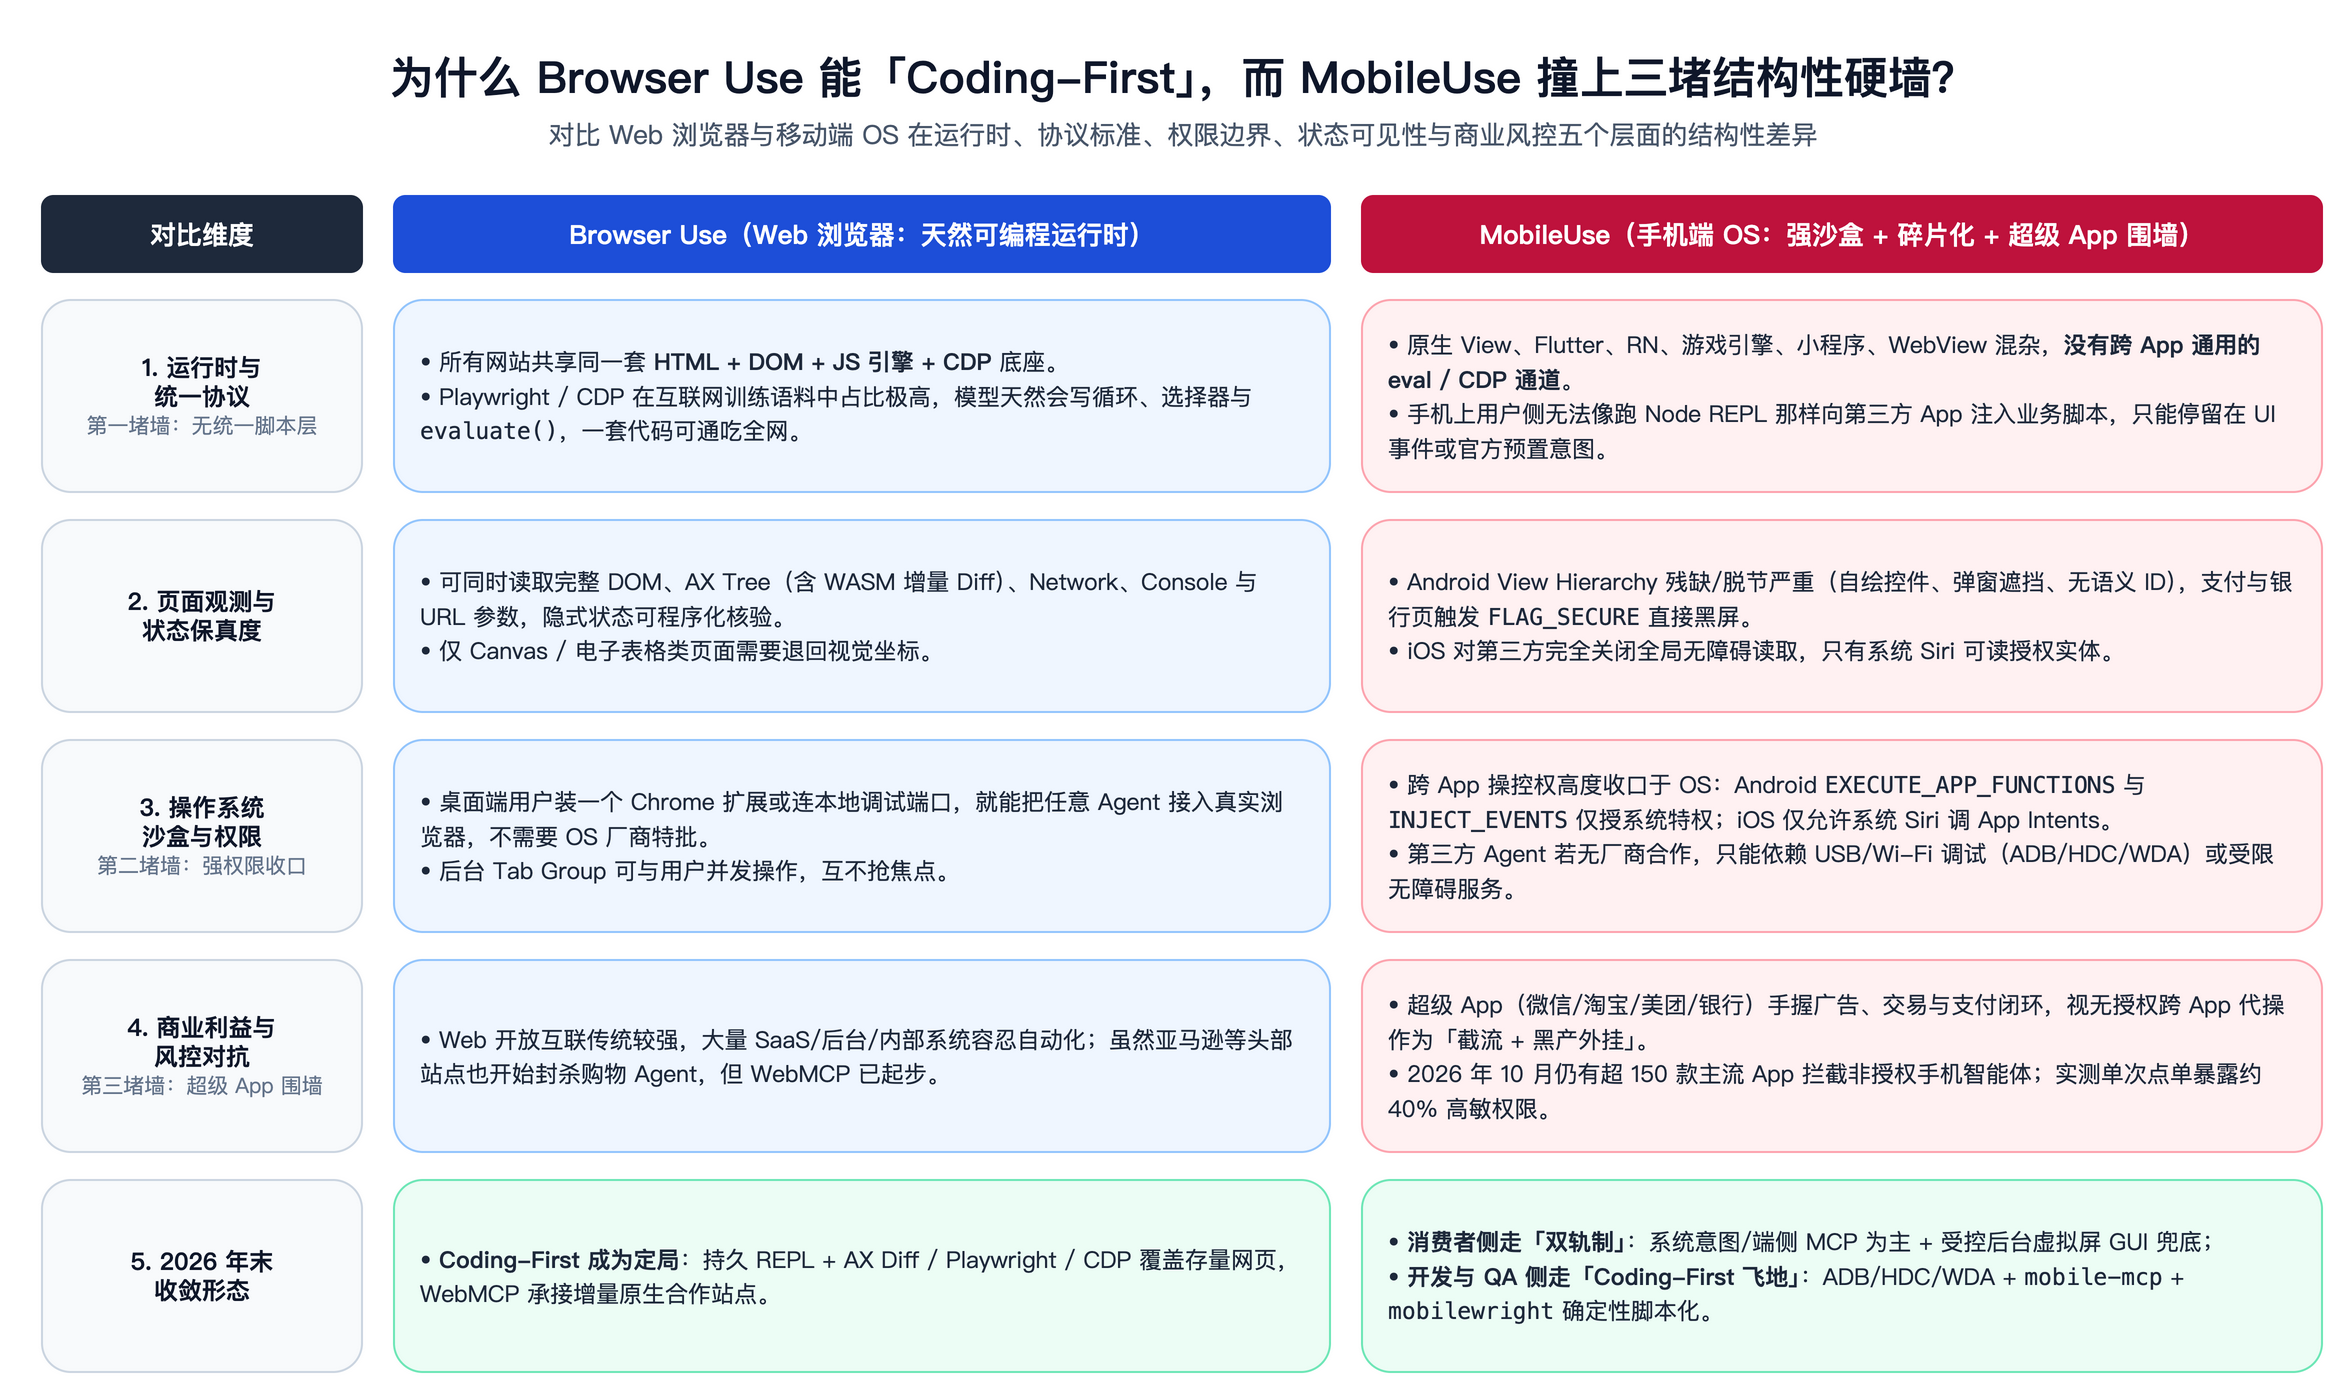 为什么 Browser Use 能「Coding-First」，而 MobileUse 撞上三堵结构性硬墙？
对比 Web 浏览器与移动端 OS 在运行时、协议标准、权限边界、状态可见性与商业风控五个层面的结构性差异
对比维度
Browser Use（Web 浏览器：天然可编程运行时）
MobileUse（手机端 OS：强沙盒 + 碎片化 + 超级 App 围墙）
1. 运行时与
统一协议
第一堵墙：无统一脚本层
• 所有网站共享同一套 HTML + DOM + JS 引擎 + CDP 底座。
• Playwright / CDP 在互联网训练语料中占比极高，模型天然会写循环、选择器与
evaluate()，一套代码可通吃全网。
• 原生 View、Flutter、RN、游戏引擎、小程序、WebView 混杂，没有跨 App 通用的
eval / CDP 通道。
• 手机上用户侧无法像跑 Node REPL 那样向第三方 App 注入业务脚本，只能停留在 UI
事件或官方预置意图。
2. 页面观测与
状态保真度
• 可同时读取完整 DOM、AX Tree（含 WASM 增量 Diff）、Network、Console 与
URL 参数，隐式状态可程序化核验。
• 仅 Canvas / 电子表格类页面需要退回视觉坐标。
• Android View Hierarchy 残缺/脱节严重（自绘控件、弹窗遮挡、无语义 ID），支付与银
行页触发 FLAG_SECURE 直接黑屏。
• iOS 对第三方完全关闭全局无障碍读取，只有系统 Siri 可读授权实体。
3. 操作系统
沙盒与权限
第二堵墙：强权限收口
• 桌面端用户装一个 Chrome 扩展或连本地调试端口，就能把任意 Agent 接入真实浏
览器，不需要 OS 厂商特批。
• 后台 Tab Group 可与用户并发操作，互不抢焦点。
• 跨 App 操控权高度收口于 OS：Android EXECUTE_APP_FUNCTIONS 与
INJECT_EVENTS 仅授系统特权；iOS 仅允许系统 Siri 调 App Intents。
• 第三方 Agent 若无厂商合作，只能依赖 USB/Wi-Fi 调试（ADB/HDC/WDA）或受限
无障碍服务。
4. 商业利益与
风控对抗
第三堵墙：超级 App 围墙
• Web 开放互联传统较强，大量 SaaS/后台/内部系统容忍自动化；虽然亚马逊等头部
站点也开始封杀购物 Agent，但 WebMCP 已起步。
• 超级 App（微信/淘宝/美团/银行）手握广告、交易与支付闭环，视无授权跨 App 代操
作为「截流 + 黑产外挂」。
• 2026 年 10 月仍有超 150 款主流 App 拦截非授权手机智能体；实测单次点单暴露约
40% 高敏权限。
5. 2026 年末
收敛形态
• Coding-First 成为定局：持久 REPL + AX Diff / Playwright / CDP 覆盖存量网页，
WebMCP 承接增量原生合作站点。
• 消费者侧走「双轨制」：系统意图/端侧 MCP 为主 + 受控后台虚拟屏 GUI 兜底；
• 开发与 QA 侧走「Coding-First 飞地」：ADB/HDC/WDA + mobile-mcp +
mobilewright 确定性脚本化。